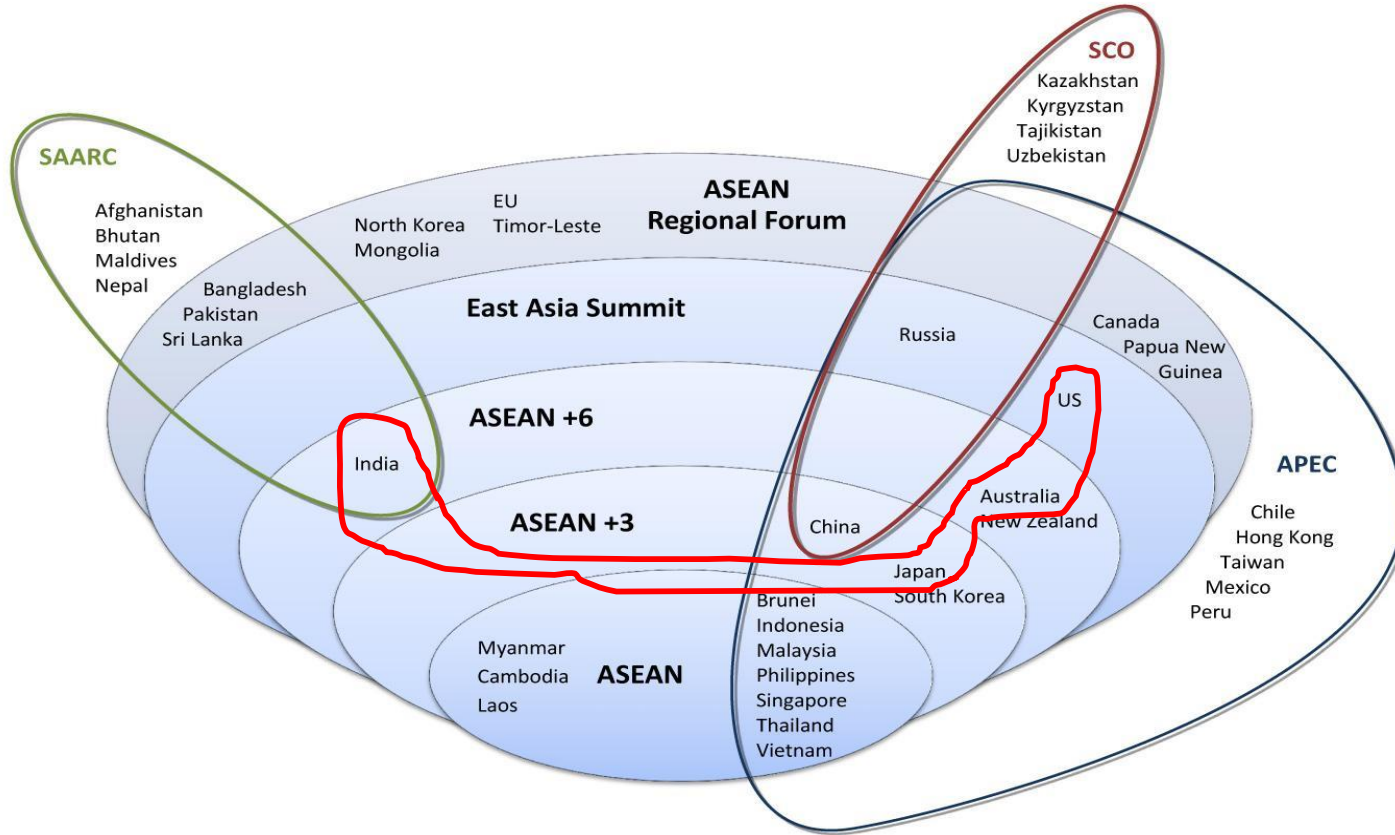 SCO
Kazakhstan
Kyrgyzstan
Tajikistan
Uzbekistan
SAARC
Afghanistan
Bhutan
Maldives
Nepal
Bangladesh
Pakistan
Sri Lanka
North Korea
Mongolia
EU
Timor-Leste
ASEAN
Regional Forum
East Asia Summit
Russia
Canada
Papua New
Guinea
US
ASEAN +6
India
APEC
Chile
Hong Kong
Taiwan
Mexico
Peru
Australia
New Zealand
ASEAN +3
China
Japan
South Korea
Brunei
Indonesia
Malaysia
Philippines
Singapore
Thailand
Vietnam
Myanmar
Cambodia
Laos
ASEAN